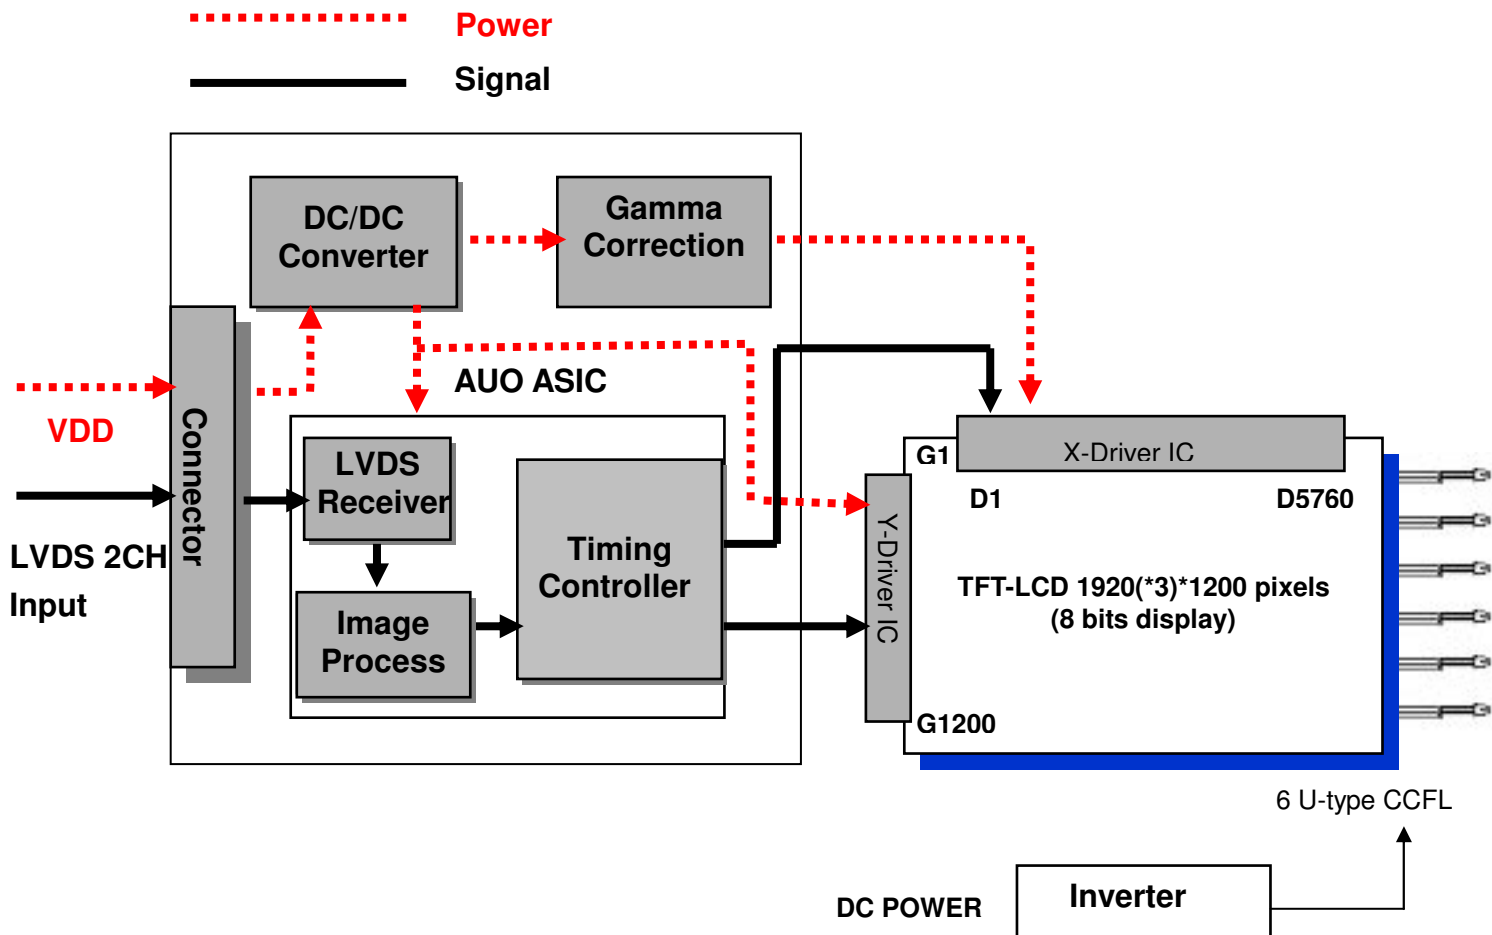 Power
Signal
DC/DC
Converter
Gamma
Correction
AUO ASIC
VDD
Connector
LVDS 2CH
Input
LVDS
Receiver
Timing
Controller
Image
Process
G1
X-Driver IC
D1
D5760
Y-Driver IC
TFT-LCD 1920(*3)*1200 pixels
(8 bits display)
G1200
6 U-type CCFL
DC POWER
Inverter